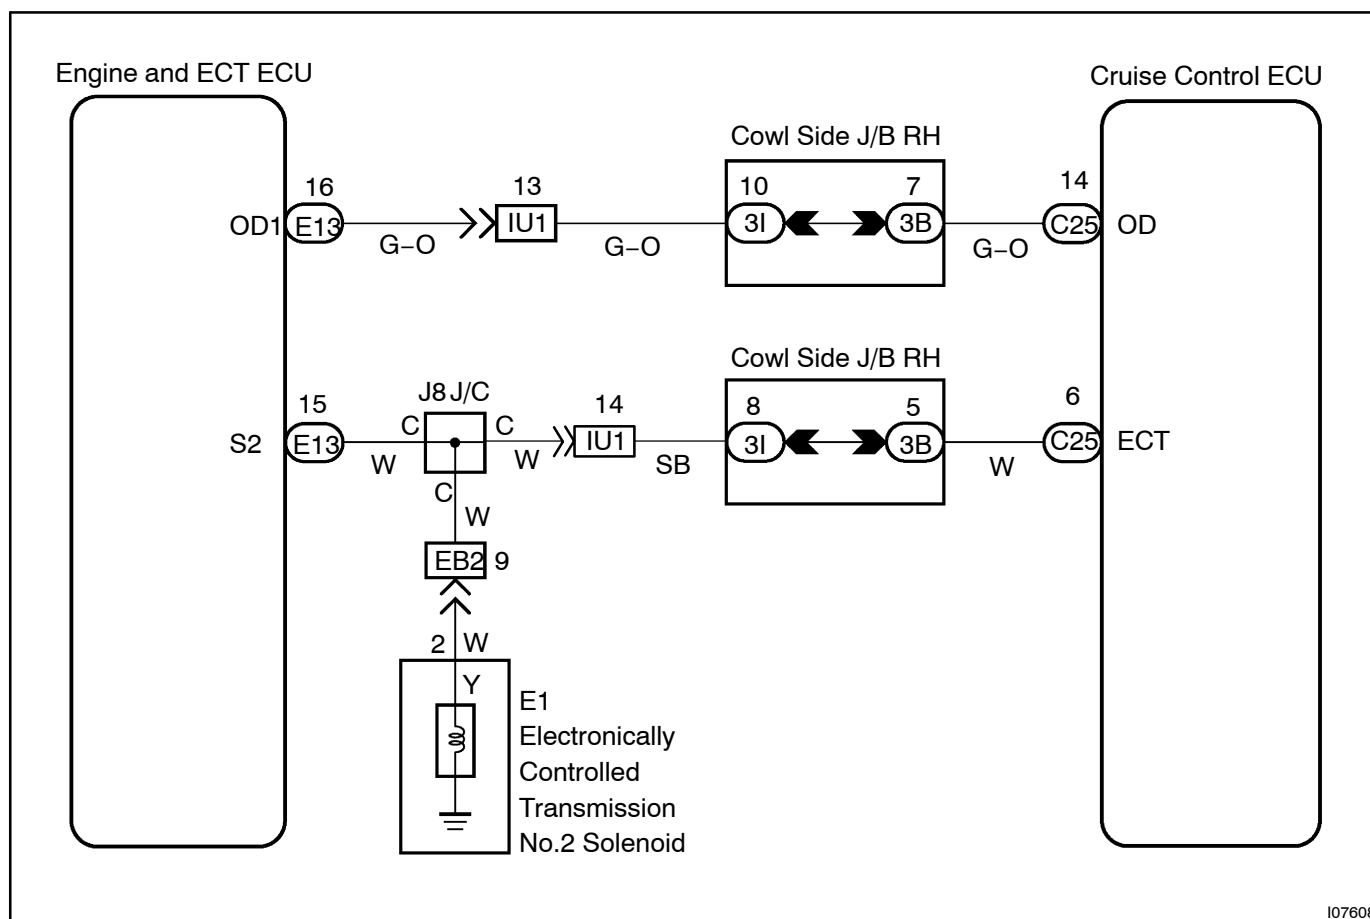 Engine and ECT ECU
Cruise Control ECU
Cowl Side J/B RH
16
13
10
7
14
OD1
E13
IU1
3I
3B
C25
OD
G−O
G−O
G−O
Cowl Side J/B RH
J8 J/C
15
14
8
5
6
S2
E13
C
C
IU1
3I
3B
C25
ECT
W
W
SB
W
C
W
EB2
9
2
W
Y
E1
Electronically
Controlled
Transmission
No.2 Solenoid
I07608